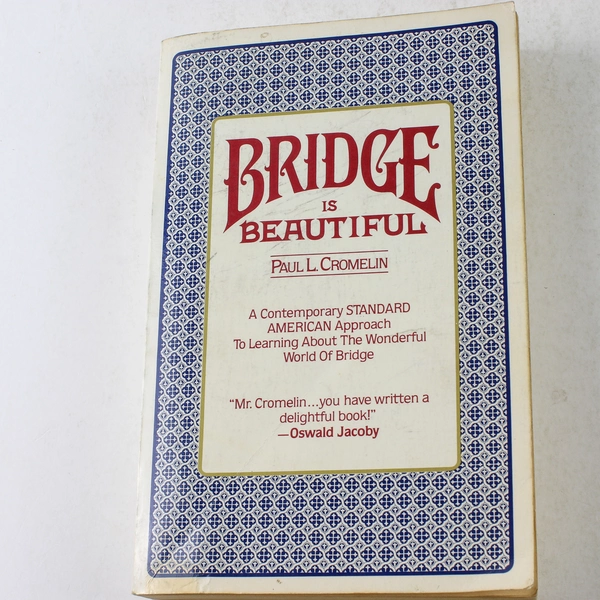 BRIDGE
IS
BEAUTIFUL
PAUL L. CROMELIN
A Contemporary STANDARD
AMERICAN Approach
To Learning About The Wonderful
World Of Bridge
“Mr. Cromelin...you have written a
delightful book!”
—Oswald Jacoby